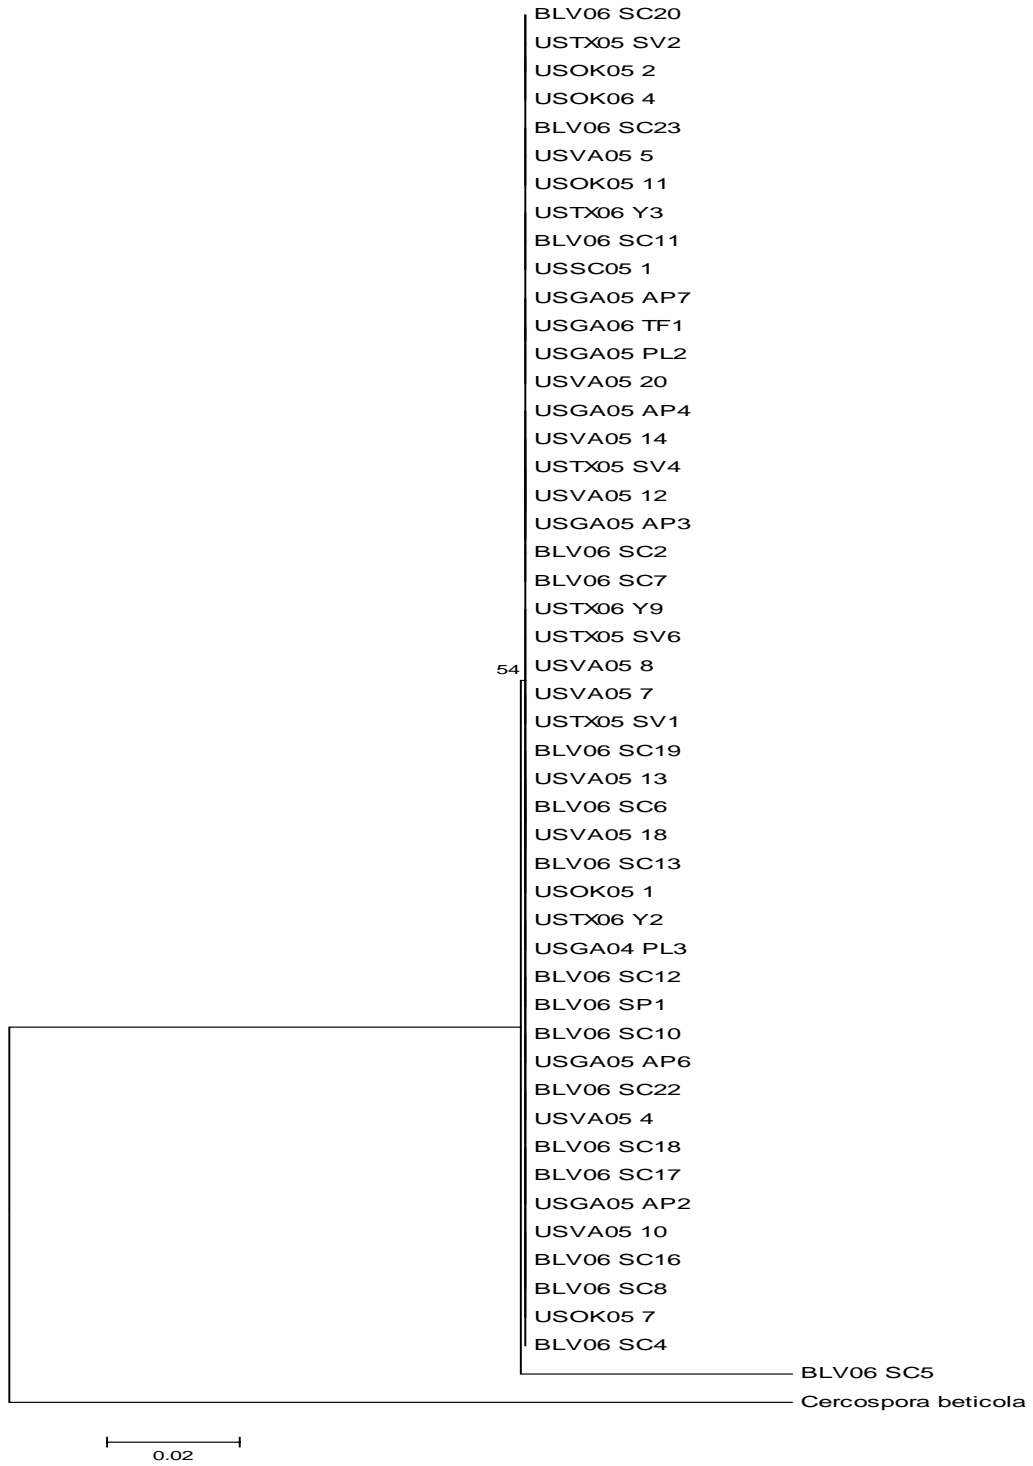 BLV06 SC20
USTX05 SV2
USOK05 2
USOK06 4
BLV06 SC23
USVA05 5
USOK05 11
USTX06 Y3
BLV06 SC11
USSC05 1
USGA05 AP7
USGA06 TF1
USGA05 PL2
USVA05 20
USGA05 AP4
USVA05 14
USTX05 SV4
USVA05 12
USGA05 AP3
BLV06 SC2
BLV06 SC7
USTX06 Y9
USTX05 SV6
54 USVA05 8
USVA05 7
USTX05 SV1
BLV06 SC19
USVA05 13
BLV06 SC6
USVA05 18
BLV06 SC13
USOK05 1
USTX06 Y2
USGA04 PL3
BLV06 SC12
BLV06 SP1
BLV06 SC10
USGA05 AP6
BLV06 SC22
USVA05 4
BLV06 SC18
BLV06 SC17
USGA05 AP2
USVA05 10
BLV06 SC16
BLV06 SC8
USOK05 7
BLV06 SC4
BLV06 SC5
Cercospora beticola
0.02